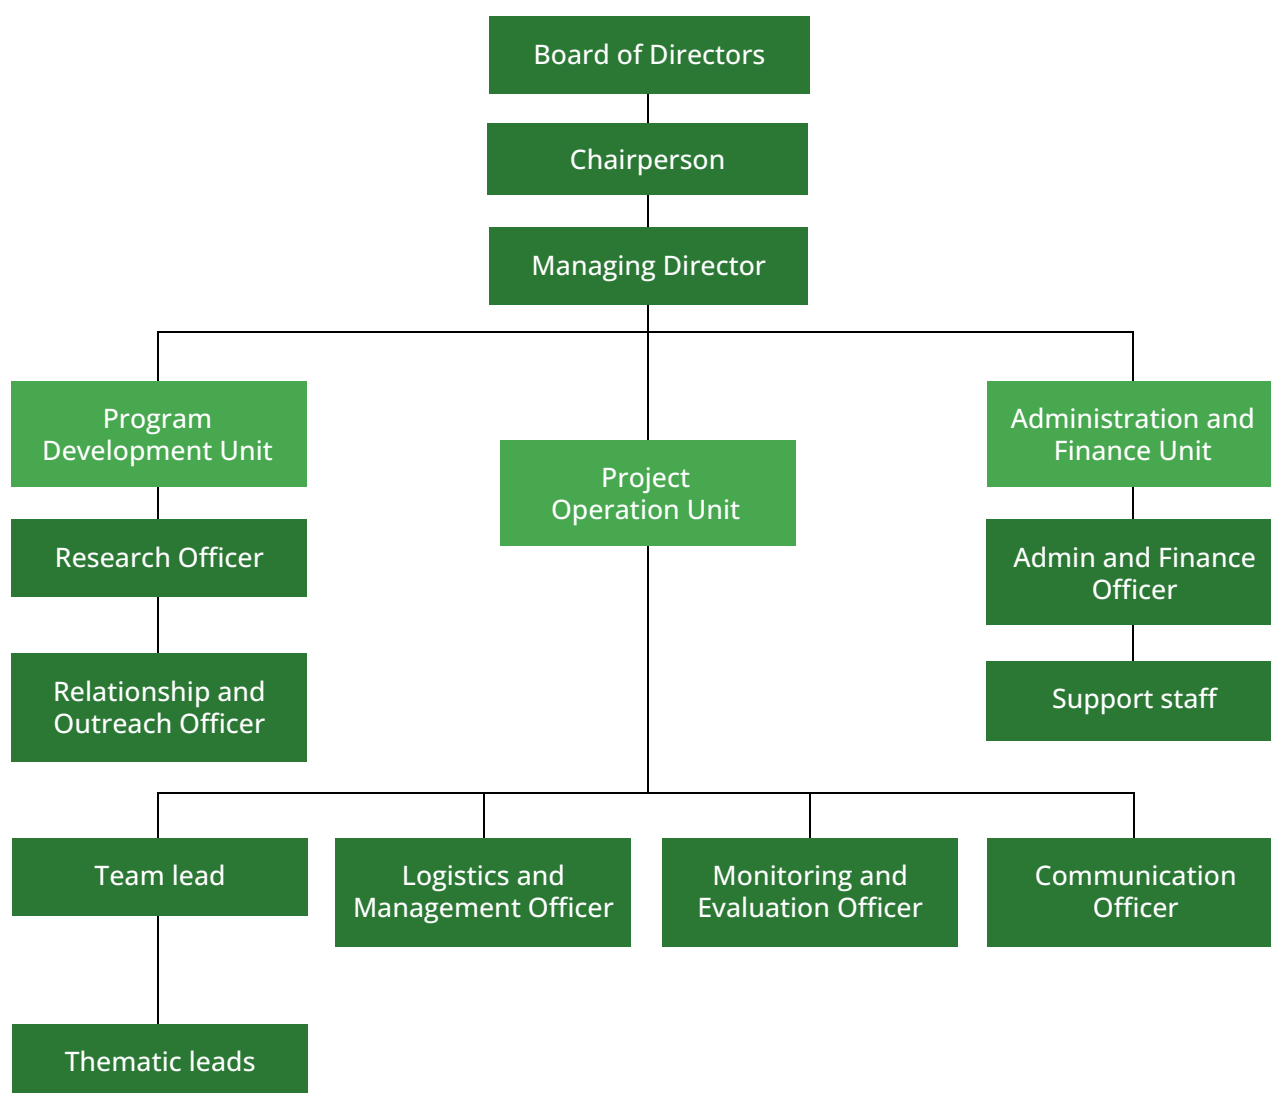 Board of Directors
Chairperson
Managing Director
Program
Development Unit
Project
Operation Unit
Administration and
Finance Unit
Research Officer
Admin and Finance
Officer
Relationship and
Outreach Officer
Support staff
Team lead
Logistics and
Management Officer
Monitoring and
Evaluation Officer
Communication
Officer
Thematic leads